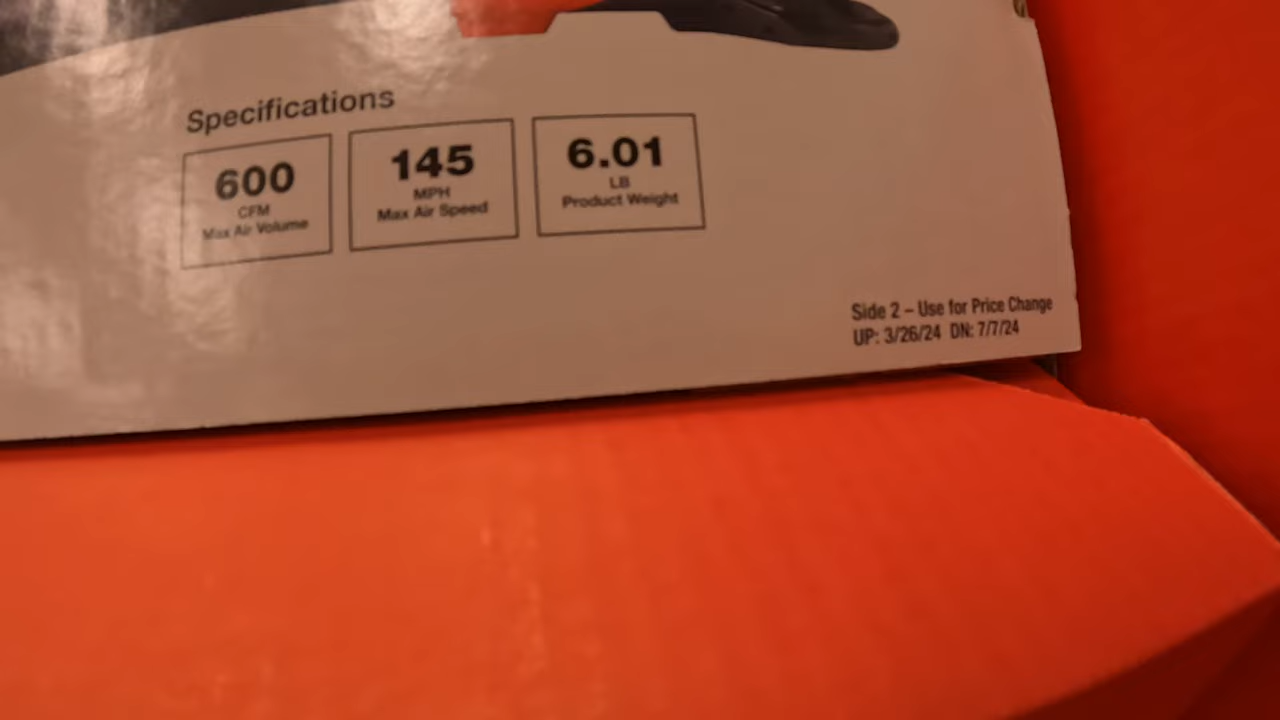 Specifications
600
CFM
Max Air Volume
145
MPH
Max Air Speed
6.01
LB
Product Weight
Side 2 – Use for Price Change
UP: 3/26/24 DN: 7/7/24